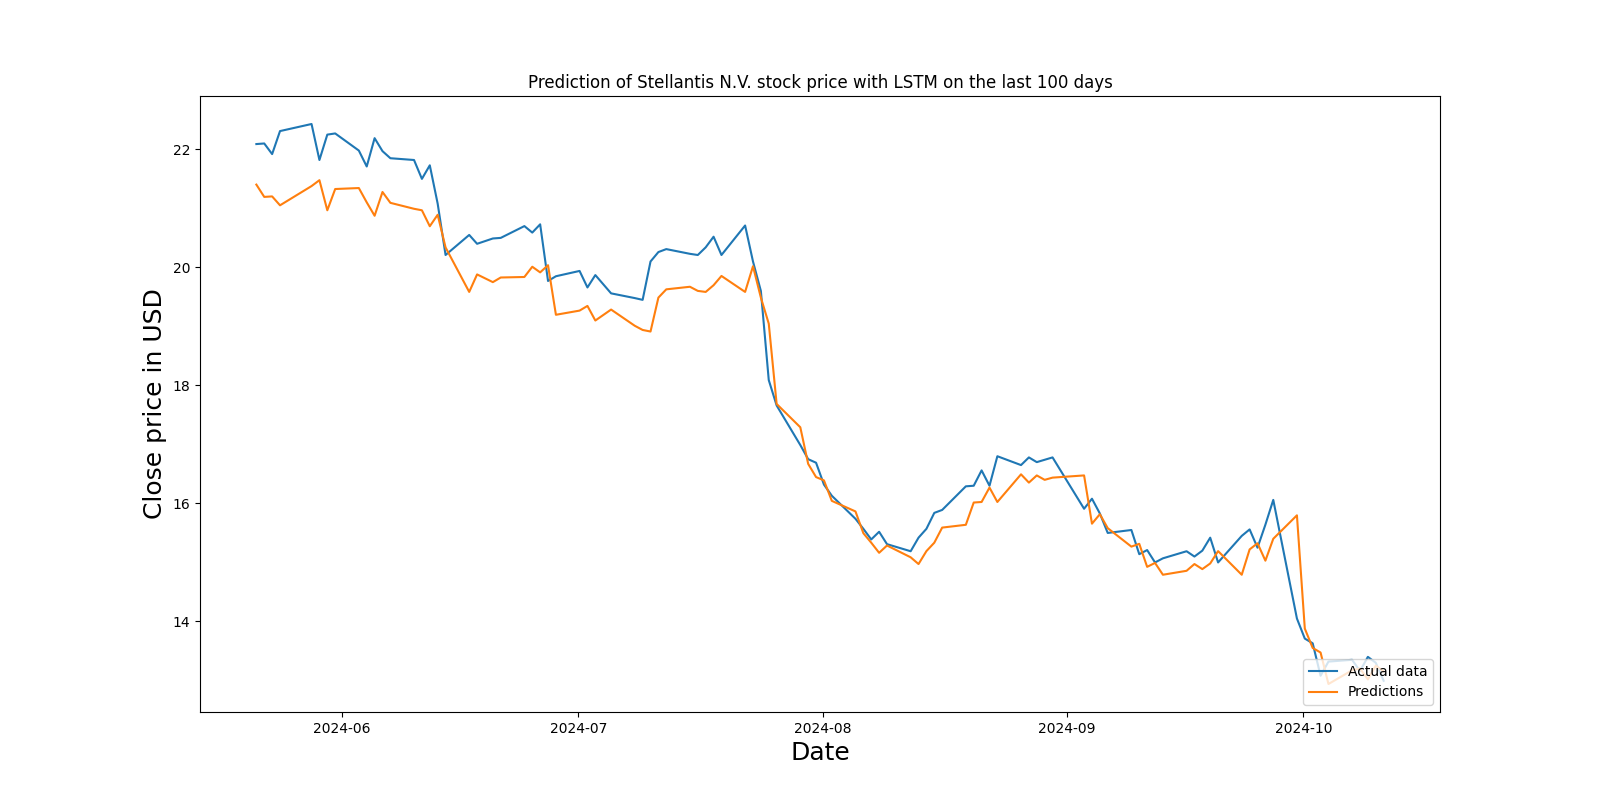 Prediction of Stellantis N.V. stock price with LSTM on the last 100 days
Close price in USD
22
20
18
16
14
2024-06
2024-07
2024-08
2024-09
2024-10
Date
Actual data
Predictions